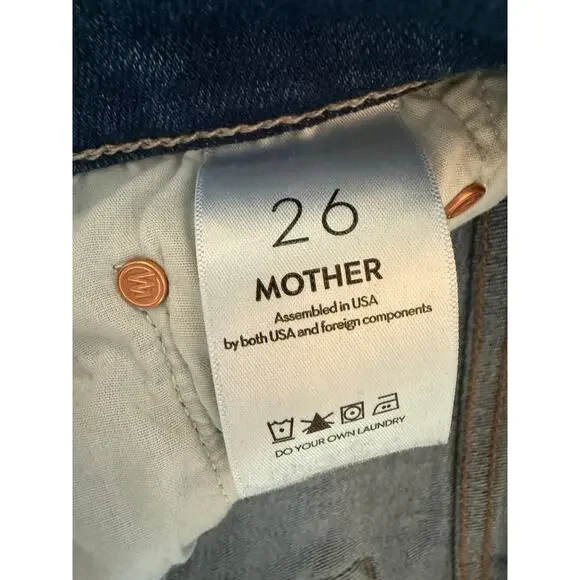 26
MOTHER
Assembled in USA
by both USA and foreign components
DO YOUR OWN LAUNDRY